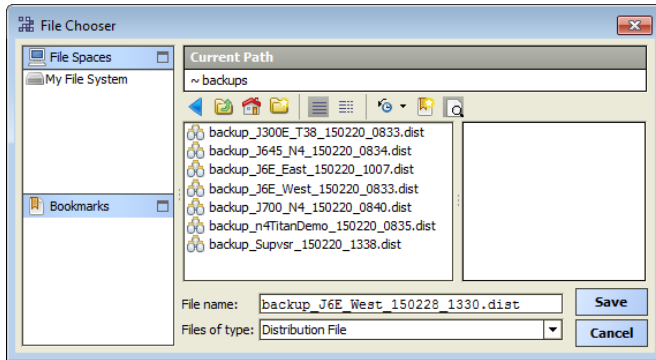 File Chooser
File Spaces
My File System
Bookmarks
Current Path
~ backups
backup_J300E_T38_150220_0833.dist
backup_J645_N4_150220_0834.dist
backup_J6E_East_150220_1007.dist
backup_J6E_West_150220_0833.dist
backup_J700_N4_150220_0840.dist
backup_n4TitanDemo_150220_0835.dist
backup_Supvsr_150220_1338.dist
File name: backup_J6E_West_150228_1330.dist
Save
Files of type: Distribution File
Cancel